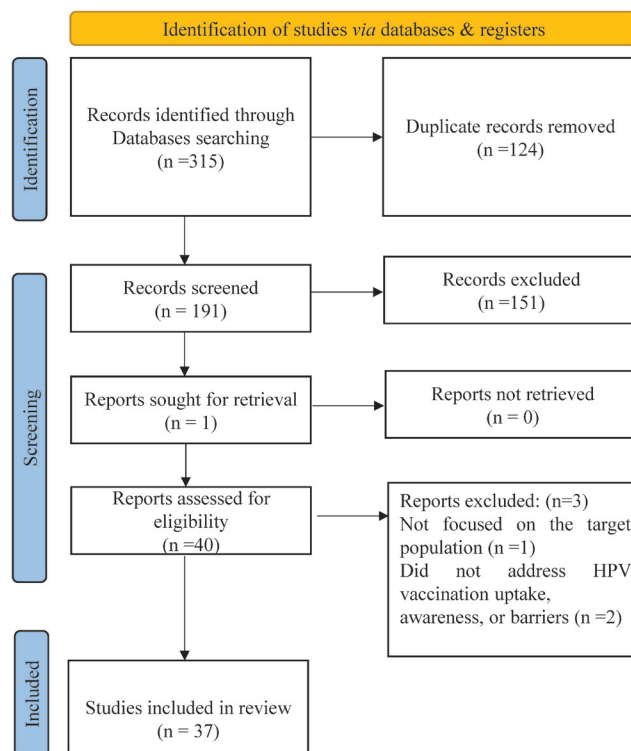 Identification of studies via databases & registers
Identification
Records identified through
Databases searching
(n =315)
Duplicate records removed
(n =124)
Screening
Records screened
(n = 191)
Records excluded
(n =151)
Reports sought for retrieval
(n = 1)
Reports not retrieved
(n = 0)
Reports assessed for
eligibility
(n =40)
Reports excluded: (n=3)
Not focused on the target
population (n =1)
Did not address HPV
vaccination uptake,
awareness, or barriers (n =2)
Included
Studies included in review
(n = 37)